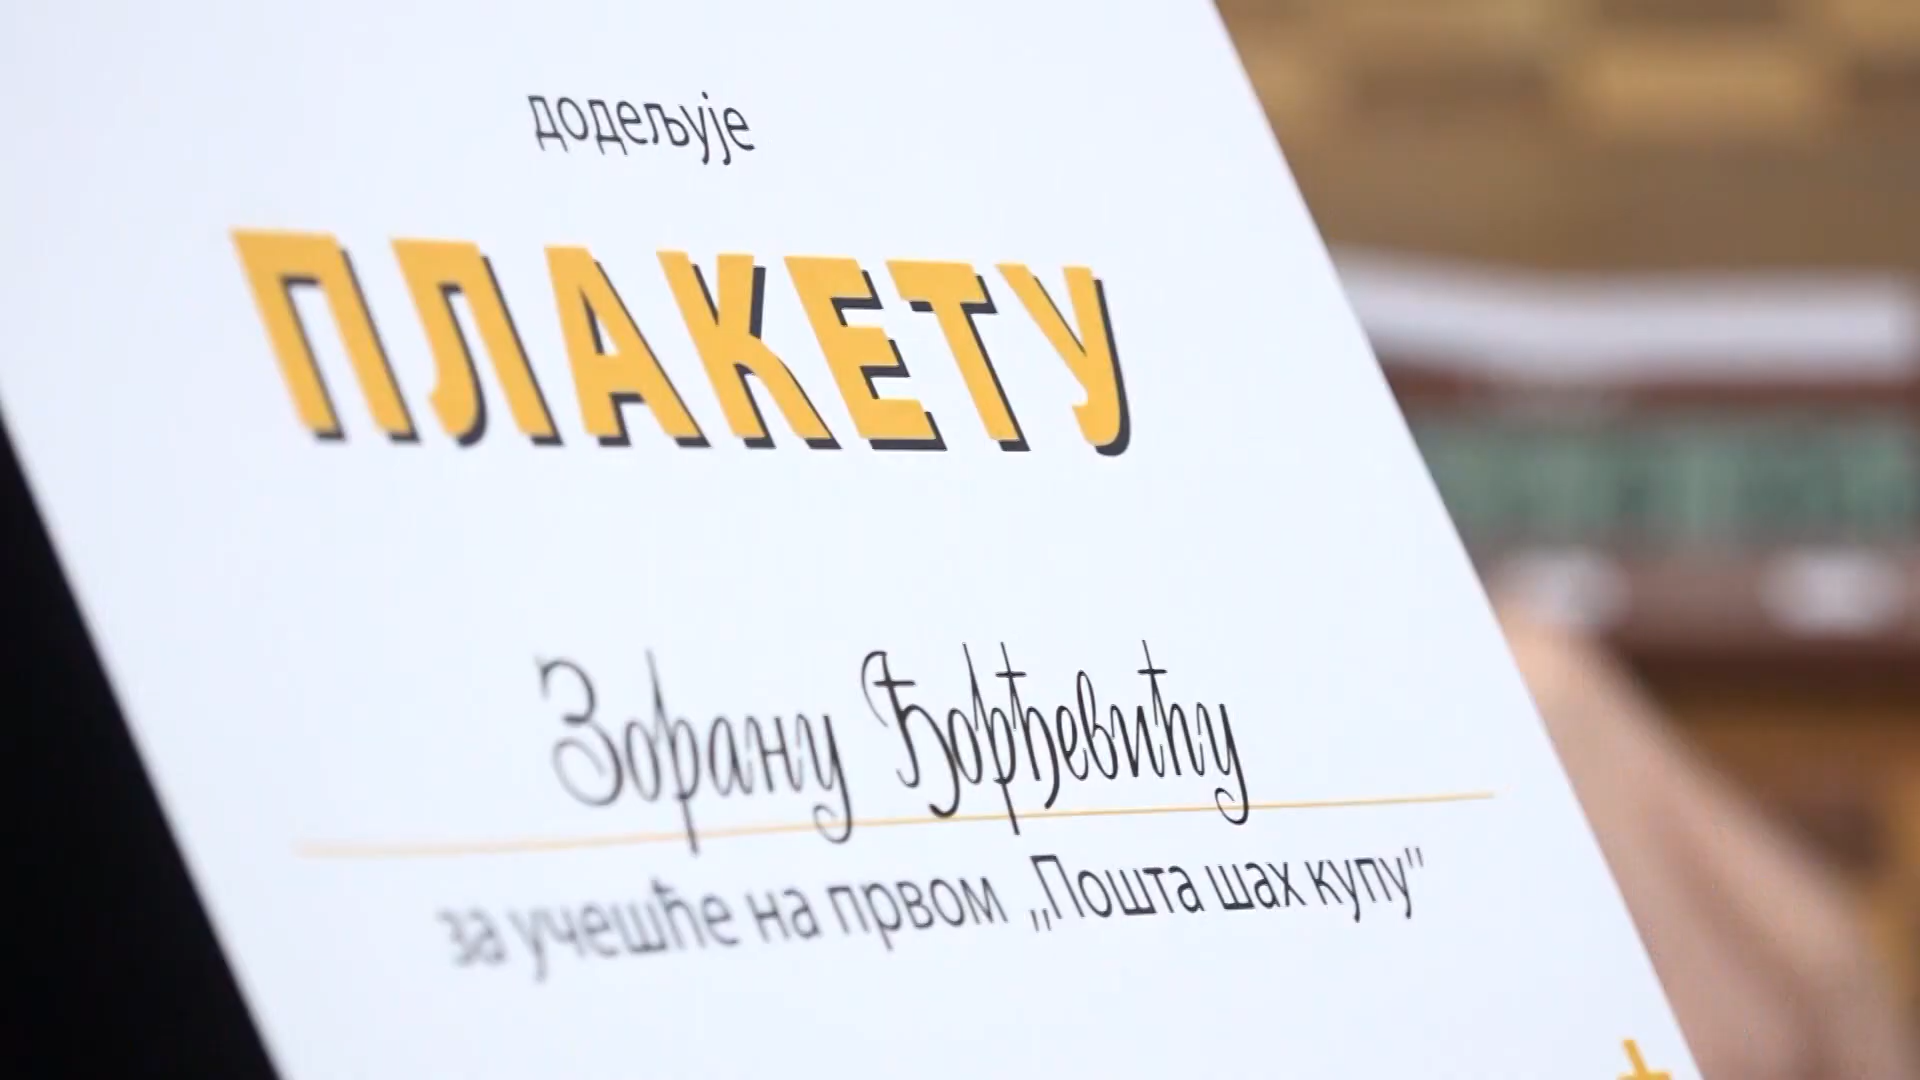 додељује
ПЛАКЕТУ
Зорану Ђорђевићу
за учешће на првом „Пошта шах купу"